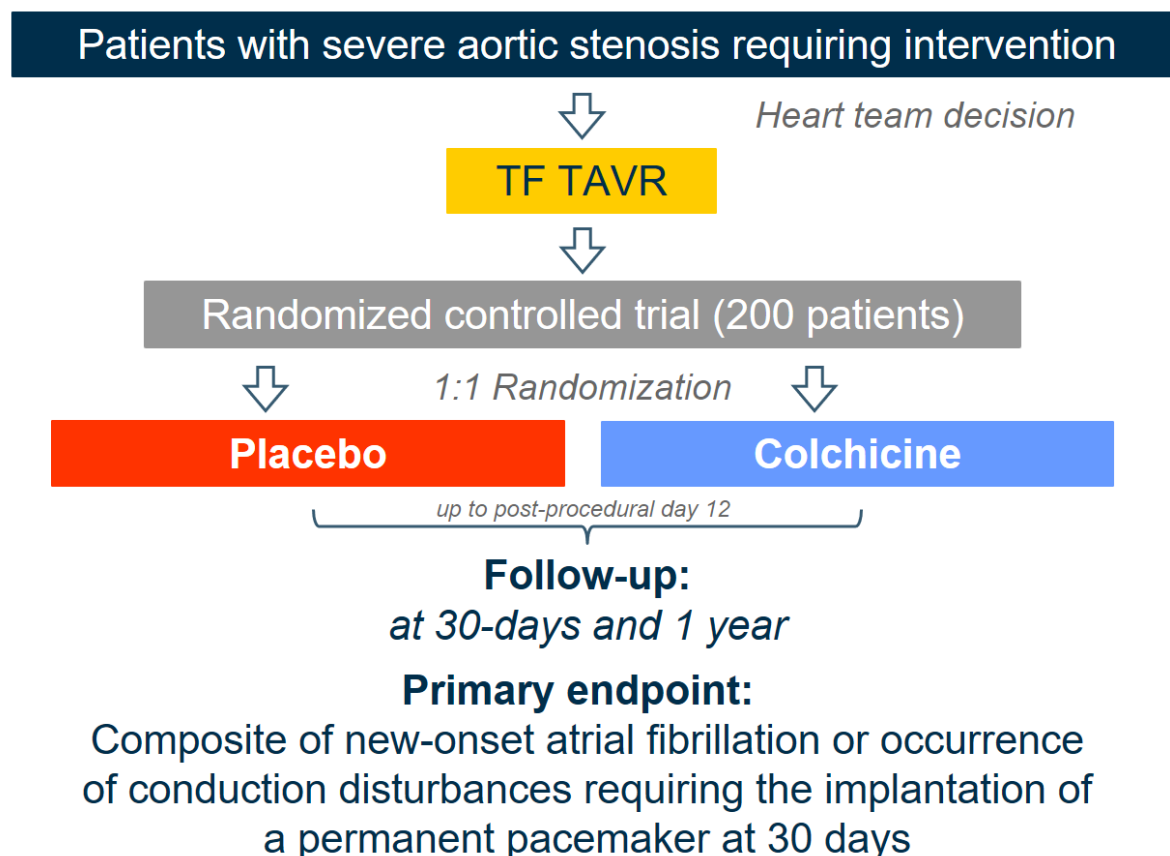 Patients with severe aortic stenosis requiring intervention
Heart team decision
TF TAVR
Randomized controlled trial (200 patients)
1:1 Randomization
Placebo
Colchicine
up to post-procedural day 12
Follow-up:
at 30-days and 1 year
Primary endpoint:
Composite of new-onset atrial fibrillation or occurrence
of conduction disturbances requiring the implantation of
a permanent pacemaker at 30 days